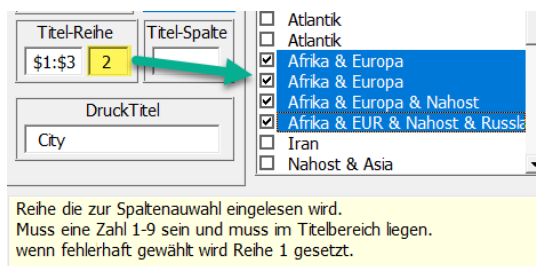 Titel-Reihe
Titel-Spalte
$1:$3
2
DruckTitel
City
Atlantik
Atlantik
Afrika & Europa
Afrika & Europa
Afrika & Europa & Nahost
Afrika & EUR & Nahost & Russla
Iran
Nahost & Asia
Reihe die zur Spaltenauwahl eingelesen wird.
Muss eine Zahl 1-9 sein und muss im Titelbereich liegen.
wenn fehlerhaft gewählt wird Reihe 1 gesetzt.